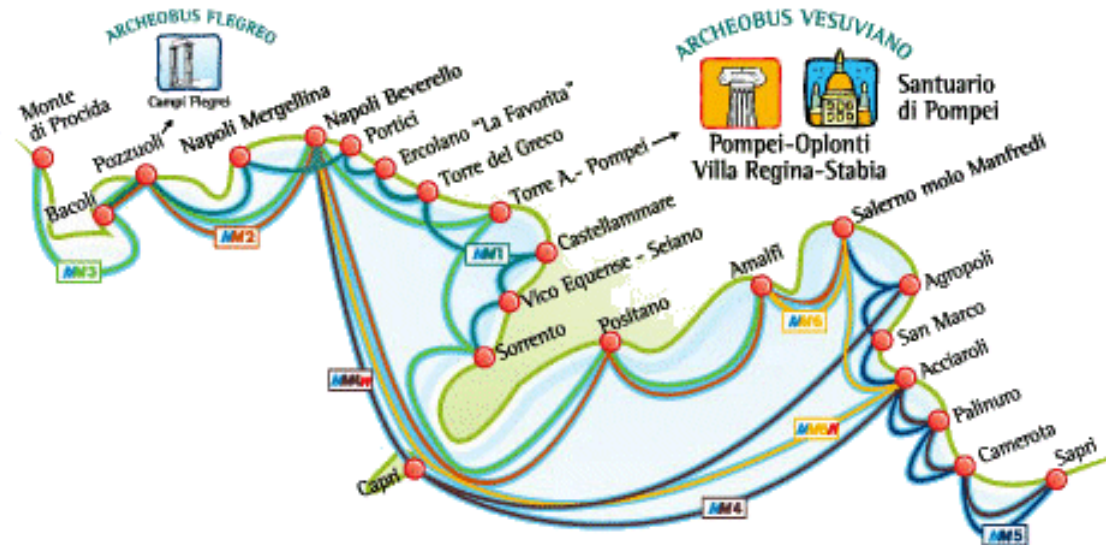 ARCHEOBUS FLEGREO
Campi Flegrei
ARCHEOBUS VESUVIANO
Santuario
di Pompei
Pompei-Oplonti
Villa Regina-Stabia
Monte
di Procida
Bacoli
Pozzuoli
Napoli Mergellina
Napoli Beverello
Portici
Ercolano "La Favorita"
Torre del Greco
Torre A.- Pompei
Castellammare
Vico Equense - Seiano
Sorrento
Positano
Amalfi
Salerno molo Manfredi
Agropoli
San Marco
Acciaroli
Palinuro
Camerota
Sapri
Capri
MM3
MM2
MM1
MM6
MM4
MM5